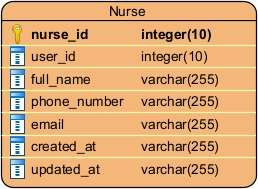 Nurse
nurse_id integer(10)
user_id integer(10)
full_name varchar(255)
phone_number varchar(255)
email varchar(255)
created_at varchar(255)
updated_at varchar(255)